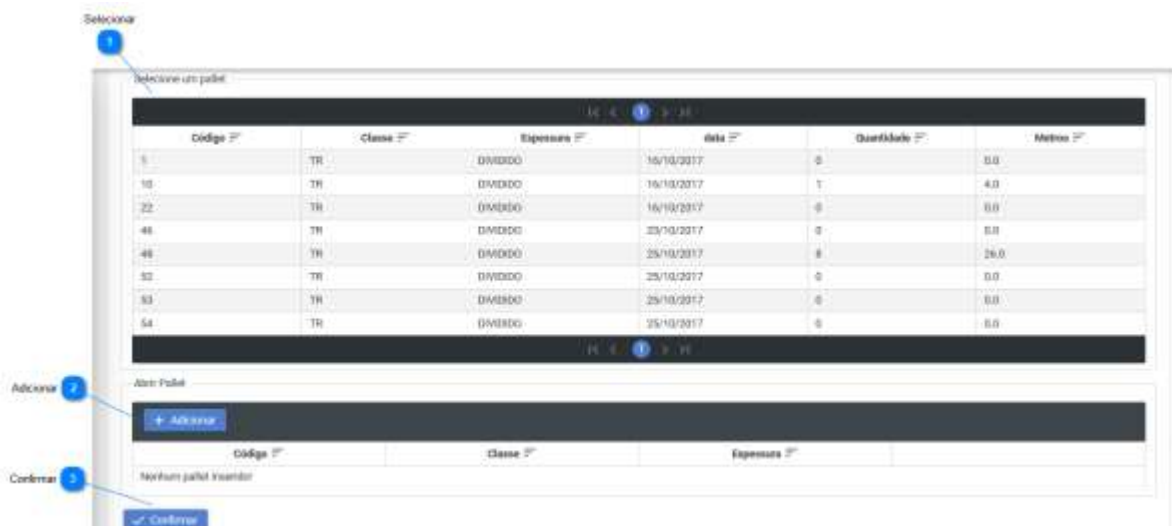 Selecionar
1
Selecione um pallet
1
Código Classe Espessura data Quantidade Metros
1 TR DIVIDIDO 16/10/2017 0 0.0
10 TR DIVIDIDO 16/10/2017 1 4.0
22 TR DIVIDIDO 16/10/2017 0 0.0
46 TR DIVIDIDO 23/10/2017 0 0.0
48 TR DIVIDIDO 25/10/2017 8 26.0
52 TR DIVIDIDO 25/10/2017 0 0.0
53 TR DIVIDIDO 25/10/2017 0 0.0
54 TR DIVIDIDO 25/10/2017 0 0.0
1
Abrir Pallet
Adicionar 2
+ Adicionar
Código Classe Espessura
Nenhum pallet inserido!
Confirmar 3
Confirmar